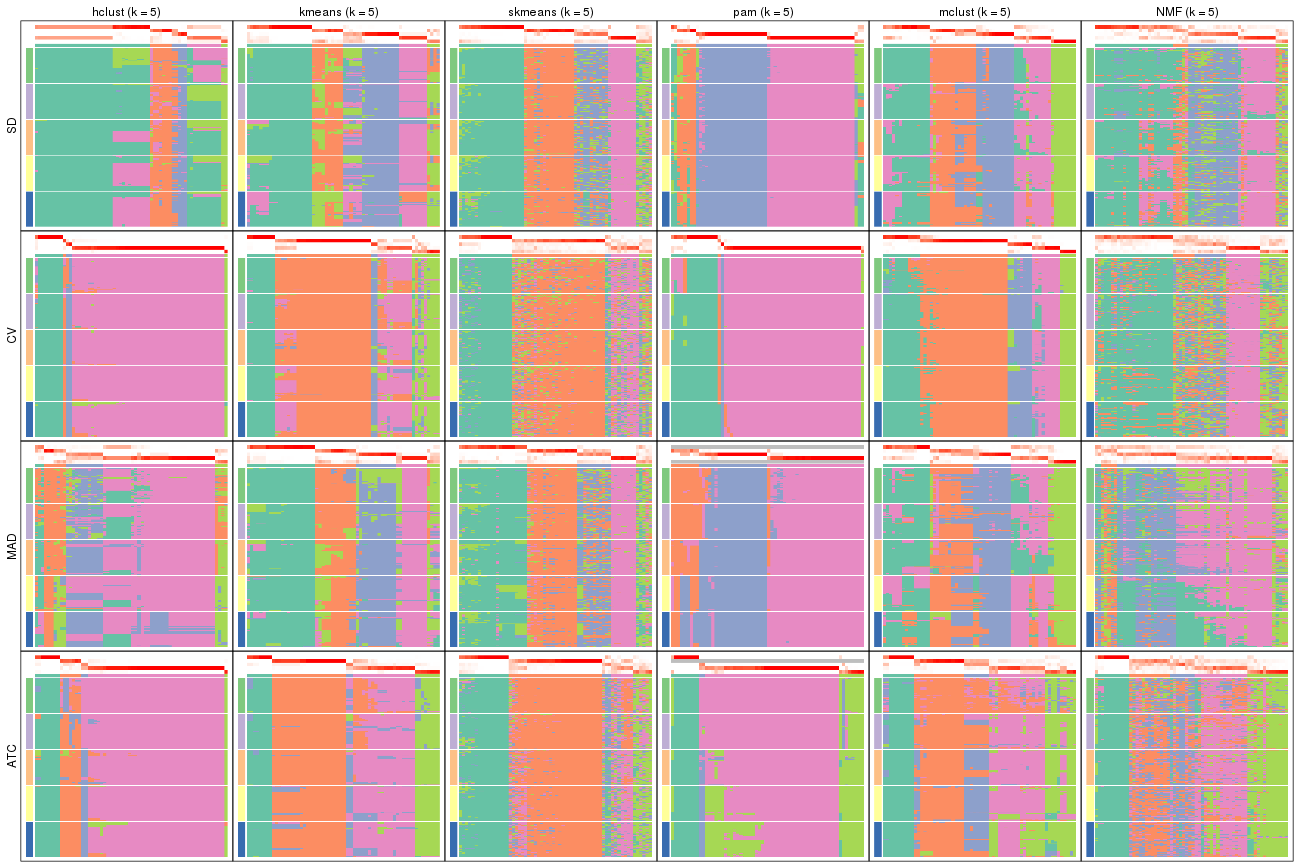 hclust (k = 5)
kmeans (k = 5)
skmeans (k = 5)
pam (k = 5)
mclust (k = 5)
NMF (k = 5)
SD
CV
MAD
ATC